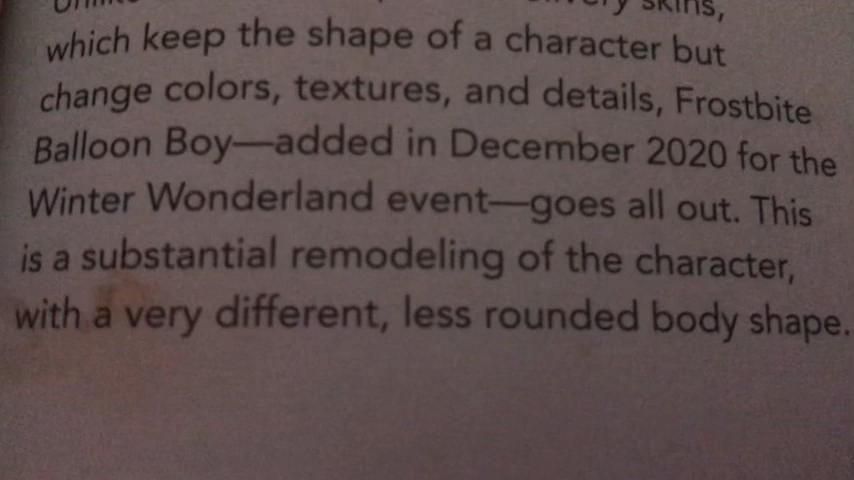 skins,
which keep the shape of a character but
change colors, textures, and details, Frostbite
Balloon Boy—added in December 2020 for the
Winter Wonderland event—goes all out. This
is a substantial remodeling of the character,
with a very different, less rounded body shape.